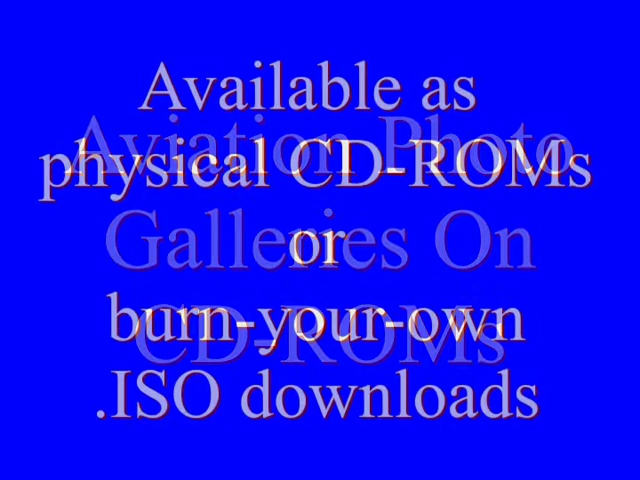 Available as
Aviation Photo
physical CD-ROMs
Galleries On
or
burn-your-own
CD-ROMs
.ISO downloads